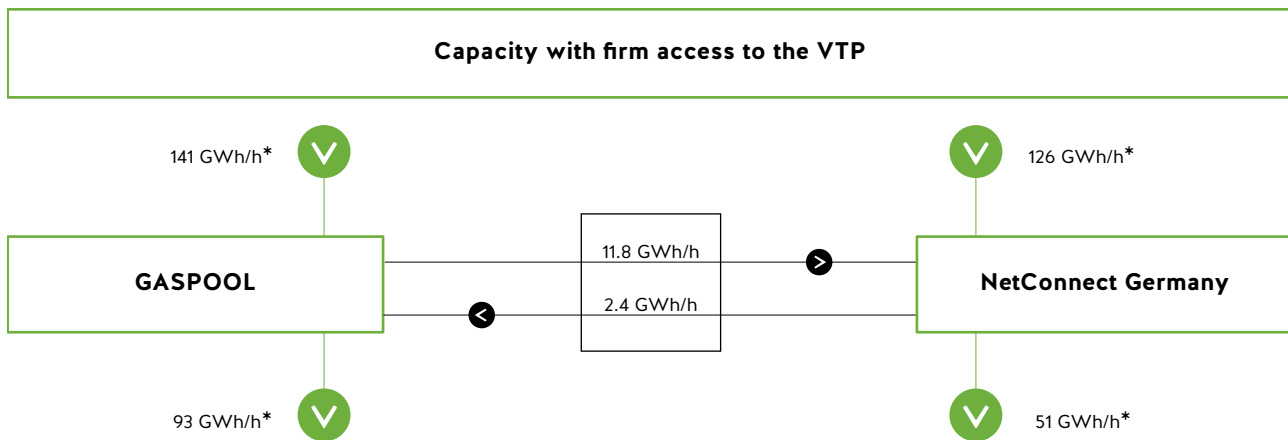 Capacity with firm access to the VTP
141 GWh/h*
126 GWh/h*
11.8 GWh/h
GASPOOL
NetConnect Germany
2.4 GWh/h
93 GWh/h*
51 GWh/h*